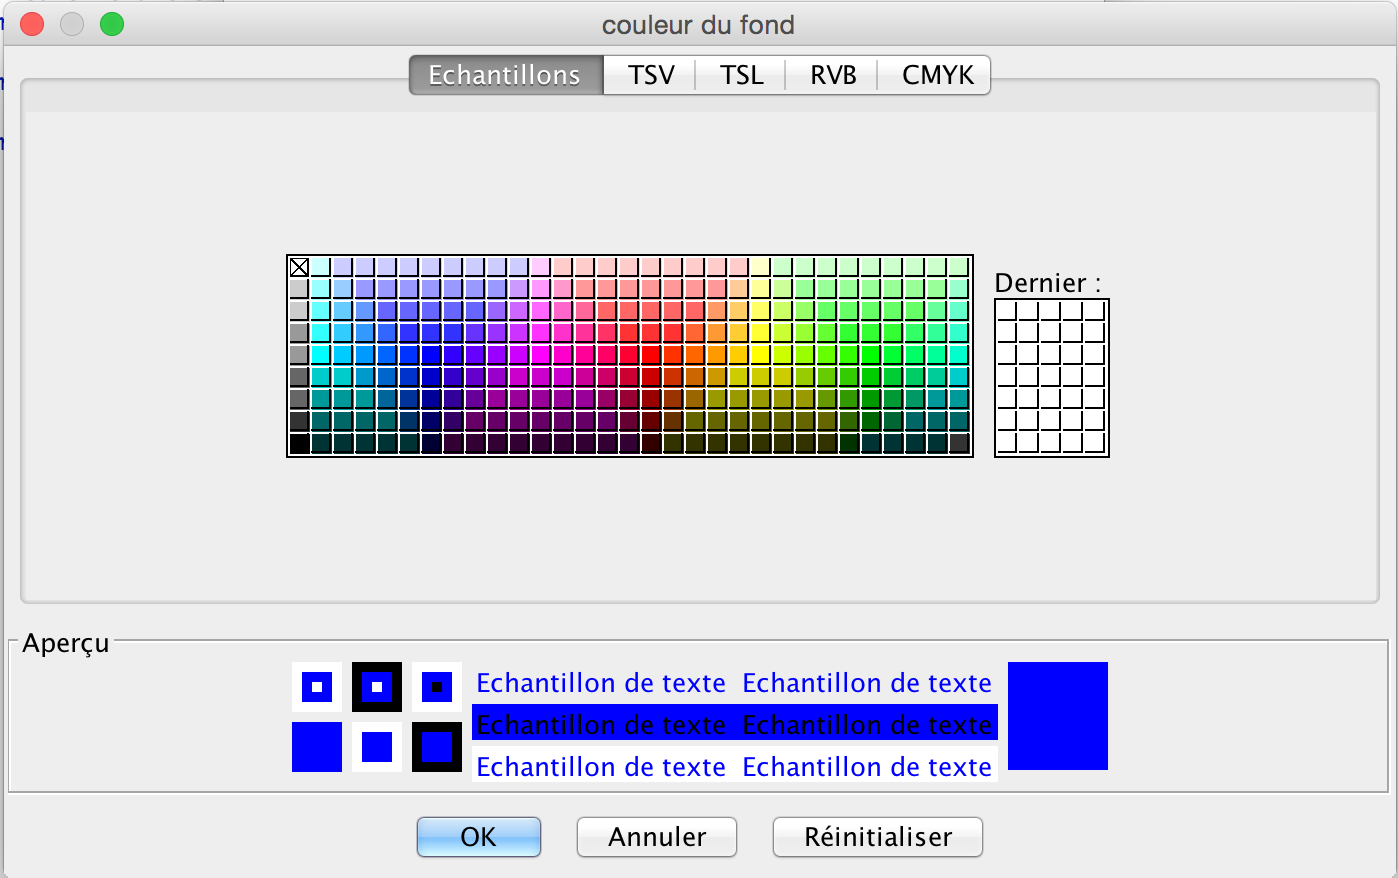 couleur du fond
Echantillons TSV TSL RVB CMYK
Dernier :
Aperçu
Echantillon de texte Echantillon de texte
Echantillon de texte Echantillon de texte
Echantillon de texte Echantillon de texte
OK Annuler Réinitialiser